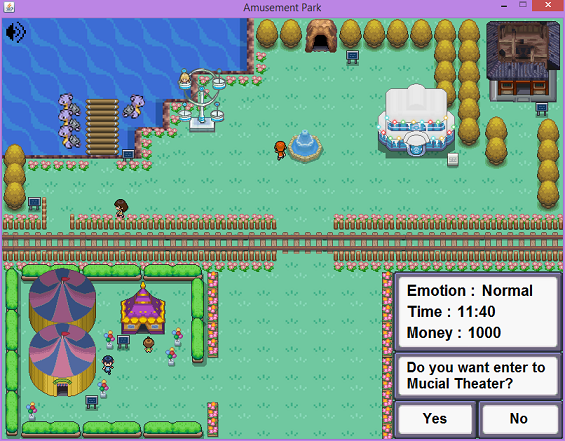 Amusement Park
Emotion : Normal
Time : 11:40
Money : 1000
Do you want enter to
Mucial Theater?
Yes
No